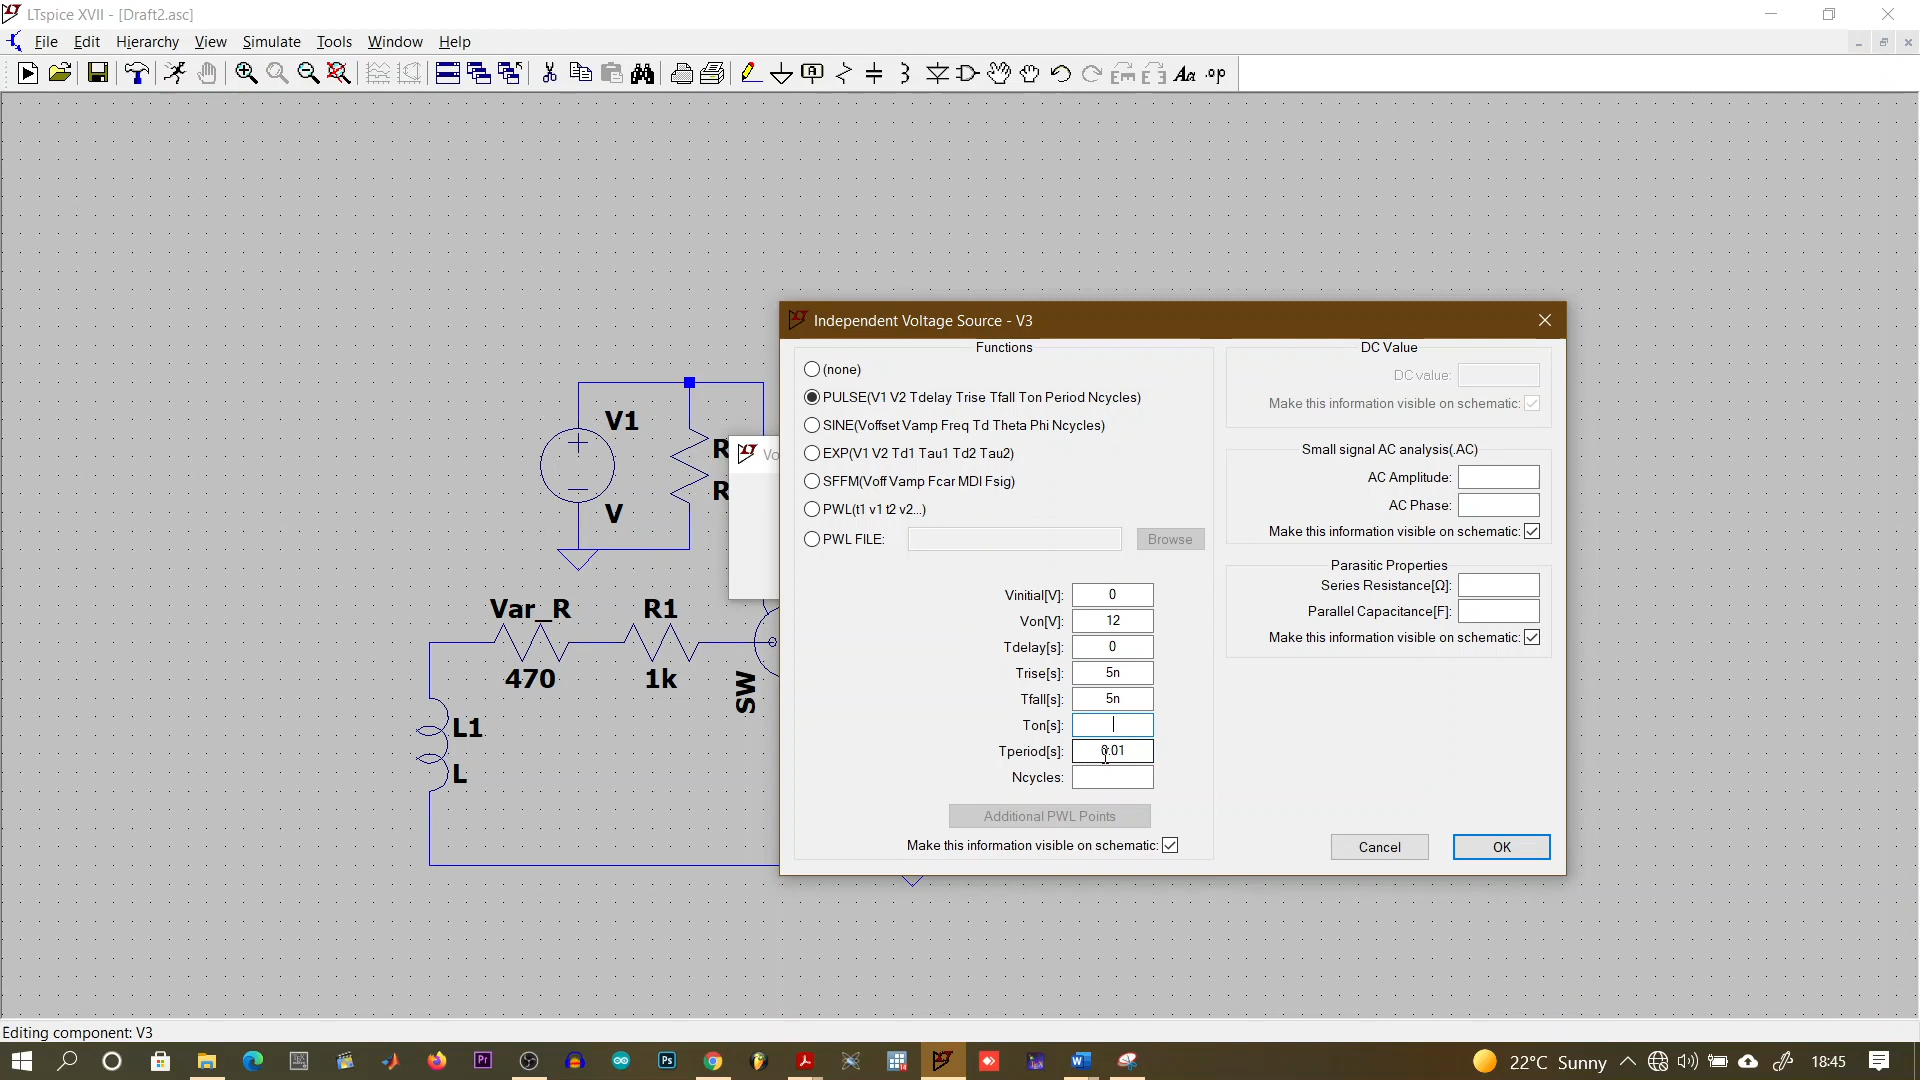 LTspice XVII - [Draft2.asc]
File Edit Hierarchy View Simulate Tools Window Help
Aa .op
Independent Voltage Source - V3
Functions
(none)
PULSE(V1 V2 Tdelay Trise Tfall Ton Period Ncycles)
SINE(Voffset Vamp Freq Td Theta Phi Ncycles)
EXP(V1 V2 Td1 Tau1 Td2 Tau2)
SFFM(Voff Vamp Fcar MDI Fsig)
PWL(t1 v1 t2 v2...)
PWL FILE: Browse
Vinitial[V]: 0
Von[V]: 12
Tdelay[s]: 0
Trise[s]: 5n
Tfall[s]: 5n
Ton[s]:
Tperiod[s]: 0.01
Ncycles:
Additional PWL Points
Make this information visible on schematic:
DC Value
DC value:
Make this information visible on schematic:
Small signal AC analysis(.AC)
AC Amplitude:
AC Phase:
Make this information visible on schematic:
Parasitic Properties
Series Resistance[Ω]:
Parallel Capacitance[F]:
Make this information visible on schematic:
Cancel OK
Vo
V1
V
R
R
Var_R
470
R1
1k
SW
L1
L
Editing component: V3
22°C Sunny 18:45